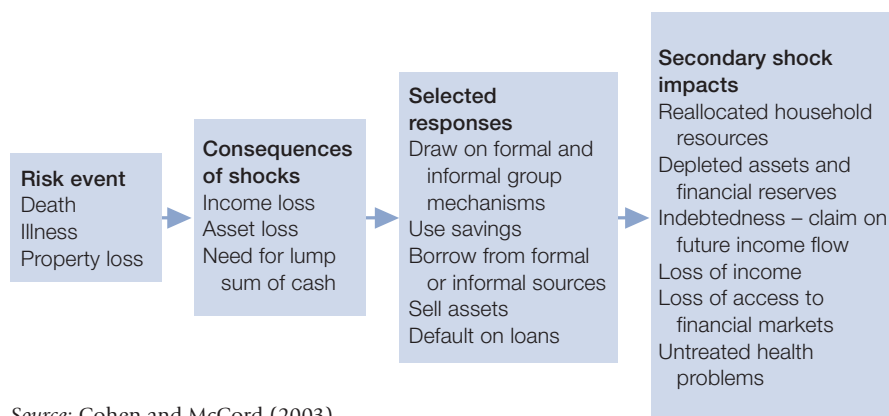 Risk event
Death
Illness
Property loss
Consequences
of shocks
Income loss
Asset loss
Need for lump
sum of cash
Selected
responses
Draw on formal and
informal group
mechanisms
Use savings
Borrow from formal
or informal sources
Sell assets
Default on loans
Secondary shock
impacts
Reallocated household
resources
Depleted assets and
financial reserves
Indebtedness – claim on
future income flow
Loss of income
Loss of access to
financial markets
Untreated health
problems
Source: Cohen and McCord (2003)